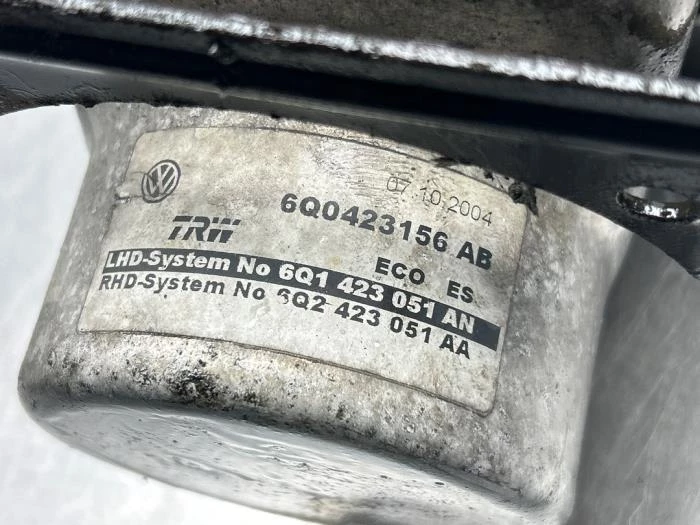 07.10.2004
6Q0423156 AB
TRW
ECO ES
LHD-System No 6Q1 423 051 AN
RHD-System No 6Q2 423 051 AA